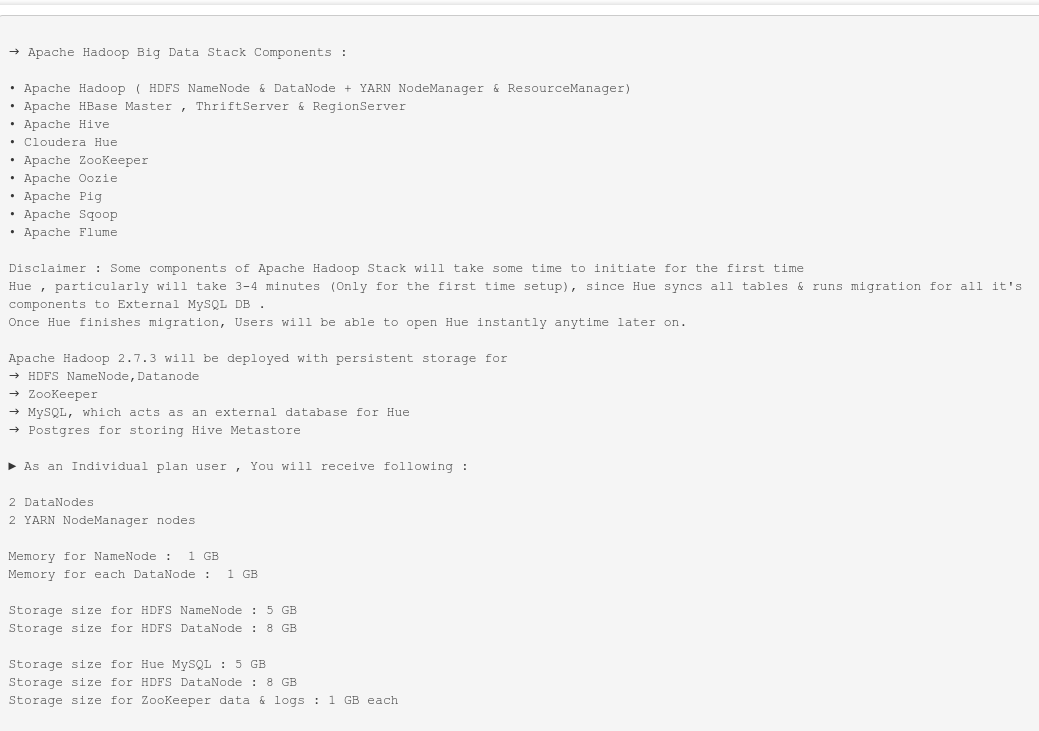 → Apache Hadoop Big Data Stack Components :
• Apache Hadoop ( HDFS NameNode & DataNode + YARN NodeManager & ResourceManager)
• Apache HBase Master , ThriftServer & RegionServer
• Apache Hive
• Cloudera Hue
• Apache ZooKeeper
• Apache Oozie
• Apache Pig
• Apache Sqoop
• Apache Flume
Disclaimer : Some components of Apache Hadoop Stack will take some time to initiate for the first time
Hue , particularly will take 3-4 minutes (Only for the first time setup), since Hue syncs all tables & runs migration for all it's
components to External MySQL DB .
Once Hue finishes migration, Users will be able to open Hue instantly anytime later on.
Apache Hadoop 2.7.3 will be deployed with persistent storage for
→ HDFS NameNode,Datanode
→ ZooKeeper
→ MySQL, which acts as an external database for Hue
→ Postgres for storing Hive Metastore
► As an Individual plan user , You will receive following :
2 DataNodes
2 YARN NodeManager nodes
Memory for NameNode :  1 GB
Memory for each DataNode :  1 GB
Storage size for HDFS NameNode : 5 GB
Storage size for HDFS DataNode : 8 GB
Storage size for Hue MySQL : 5 GB
Storage size for HDFS DataNode : 8 GB
Storage size for ZooKeeper data & logs : 1 GB each